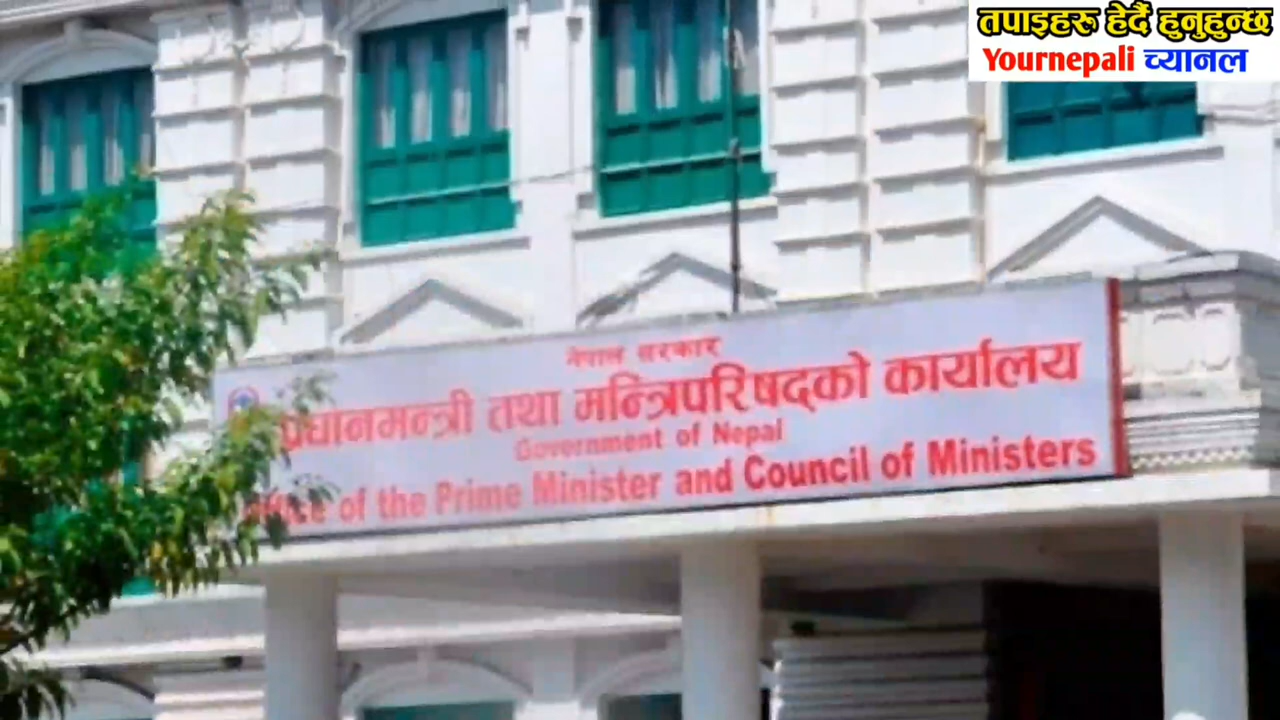 तपाइहरू हेर्दै हुनुहुन्छ
Yournepali च्यानल
नेपाल सरकार
प्रधानमन्त्री तथा मन्त्रिपरिषद्को कार्यालय
Government of Nepal
Office of the Prime Minister and Council of Ministers